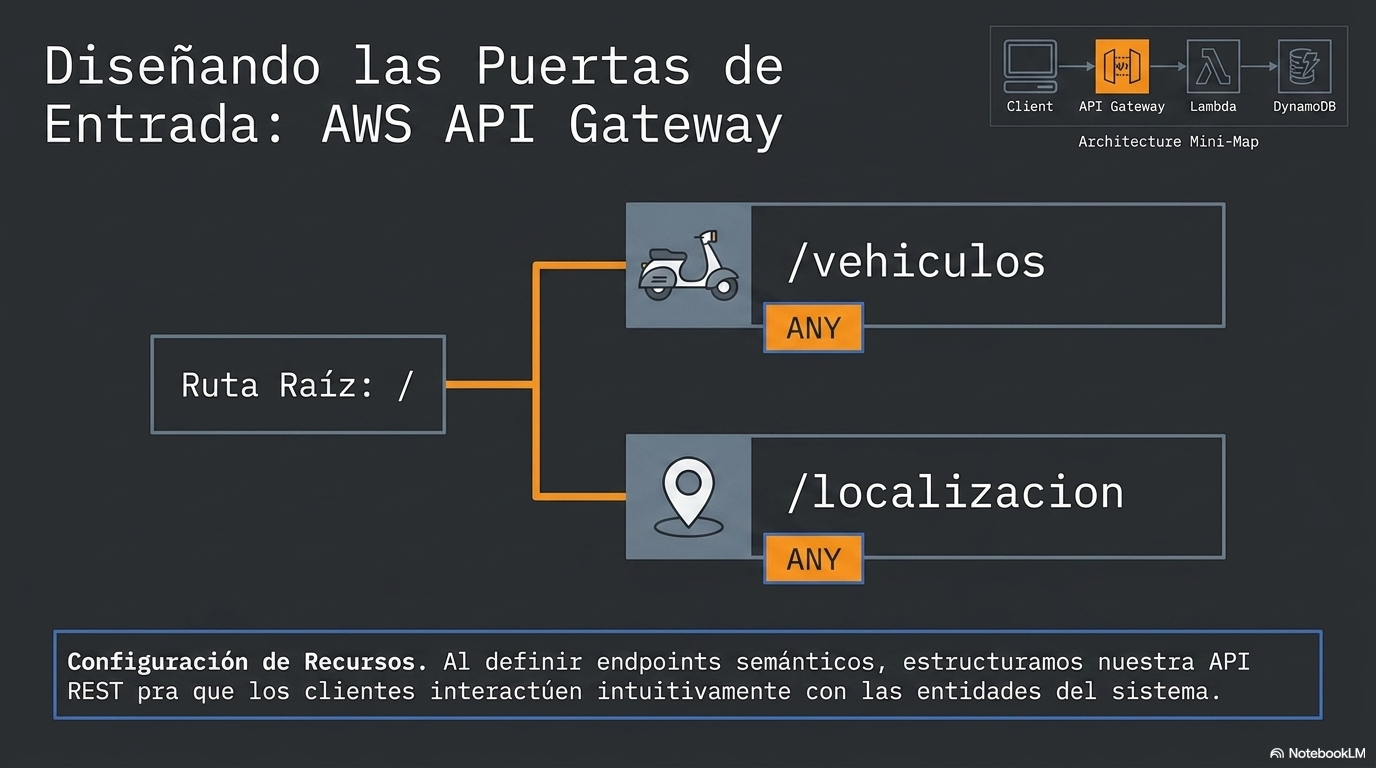 Diseñando las Puertas de
Entrada: AWS API Gateway
Client
API Gateway
Lambda
DynamoDB
Architecture Mini-Map
/vehiculos
ANY
Ruta Raíz: /
/localizacion
ANY
Configuración de Recursos. Al definir endpoints semánticos, estructuramos nuestra API
REST pra que los clientes interactúen intuitivamente con las entidades del sistema.
NotebookLM